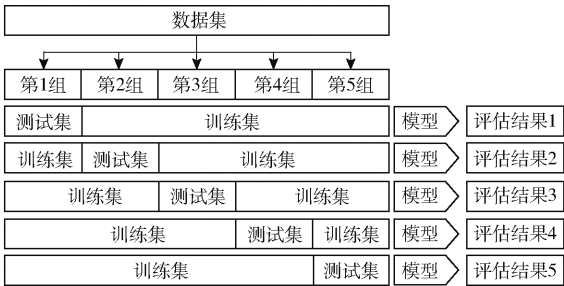 数据集
第1组 第2组 第3组 第4组 第5组
测试集 训练集 模型 评估结果1
训练集 测试集 训练集 模型 评估结果2
训练集 测试集 训练集 模型 评估结果3
训练集 测试集 训练集 模型 评估结果4
训练集 测试集 模型 评估结果5